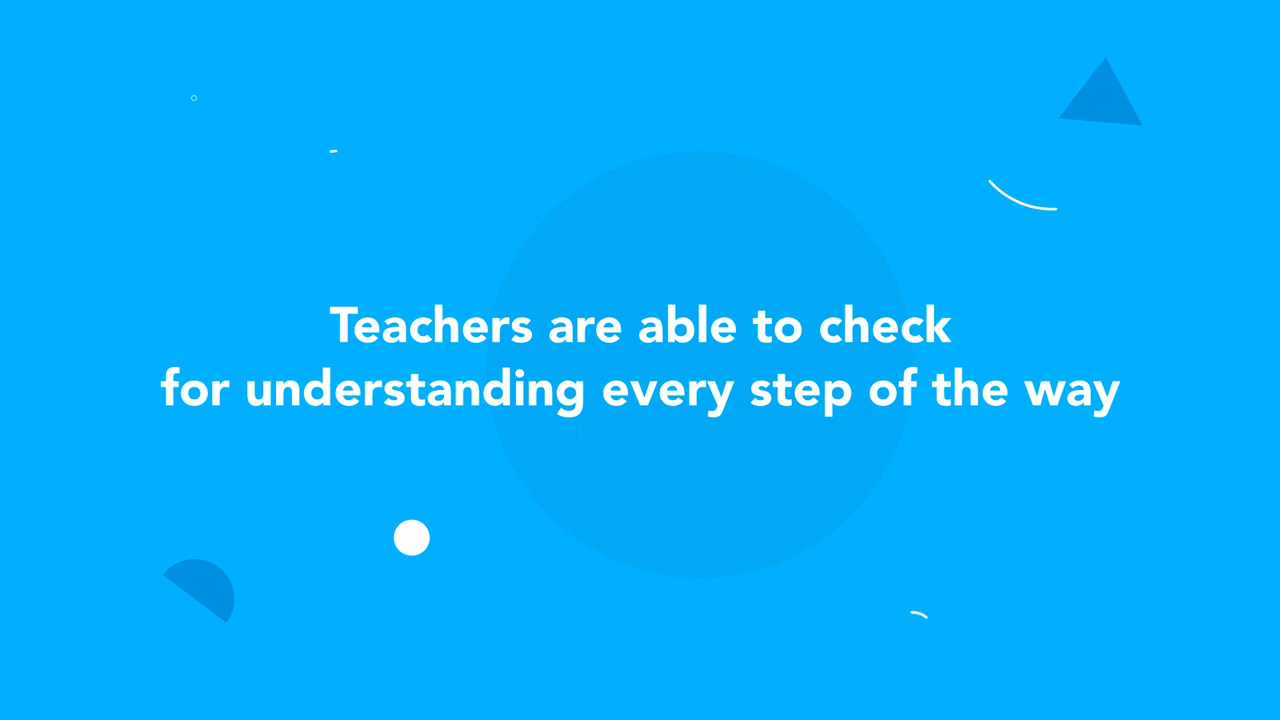 Teachers are able to check
for understanding every step of the way